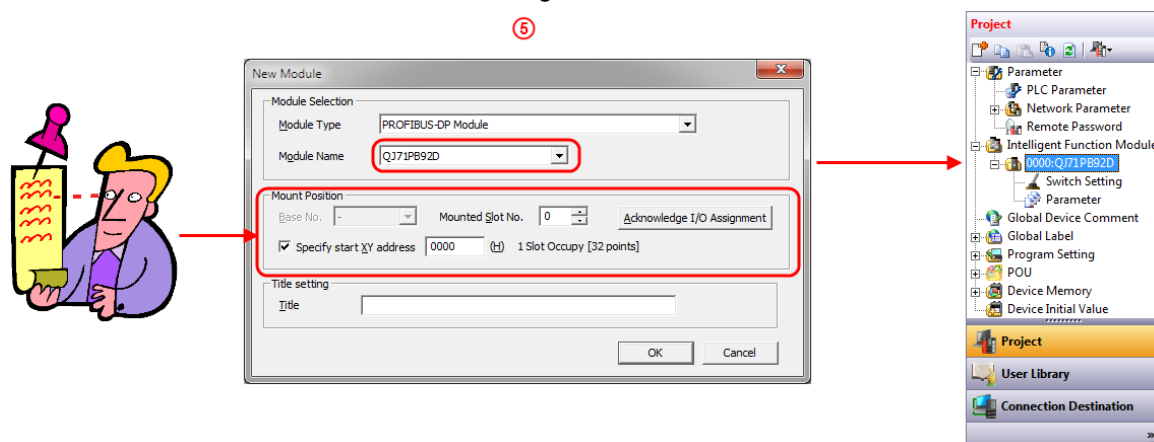 ⑤
New Module
Module Selection
Module Type PROFIBUS-DP Module
Module Name QJ71PB92D
Mount Position
Base No. - Mounted Slot No. 0 Acknowledge I/O Assignment
Specify start XY address 0000 (H) 1 Slot Occupy [32 points]
Title setting
Title
OK Cancel
Project
Parameter
PLC Parameter
Network Parameter
Remote Password
Intelligent Function Module
0000:QJ71PB92D
Switch Setting
Parameter
Global Device Comment
Global Label
Program Setting
POU
Device Memory
Device Initial Value
Project
User Library
Connection Destination
»